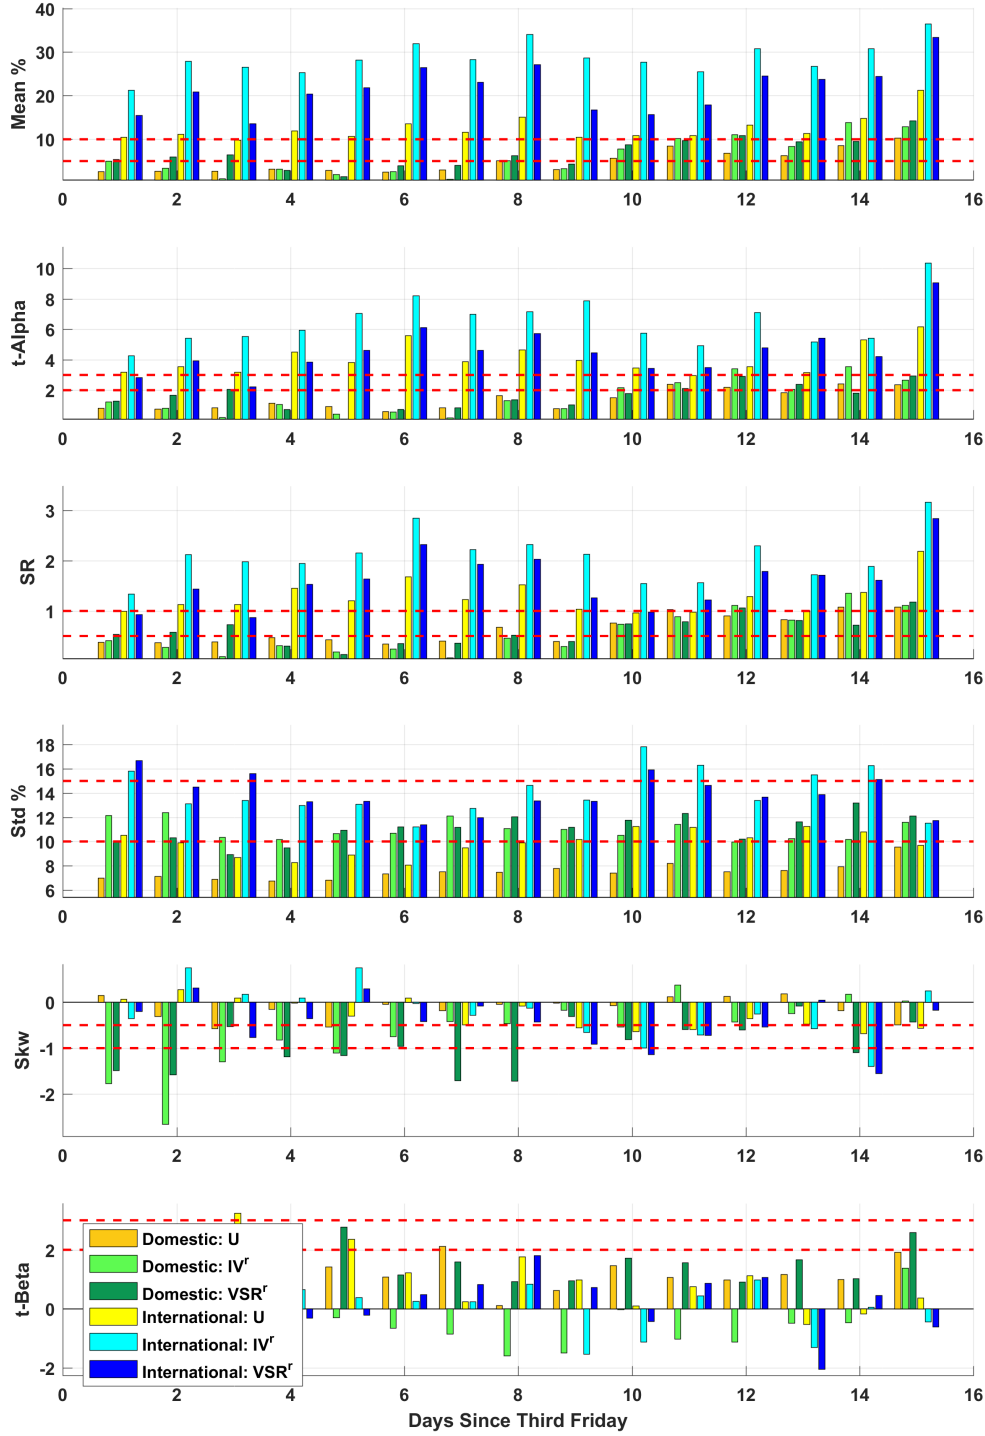 40
30
20
10
Mean %
0 2 4 6 8 10 12 14 16
10
8
6
4
2
t-Alpha
0 2 4 6 8 10 12 14 16
3
2
1
SR
0 2 4 6 8 10 12 14 16
18
16
14
12
10
8
6
Std %
0 2 4 6 8 10 12 14 16
0
-1
-2
Skw
0 2 4 6 8 10 12 14 16
2
0
-2
t-Beta
Domestic: U
Domestic: IVʳ
Domestic: VSRʳ
International: U
International: IVʳ
International: VSRʳ
0 2 4 6 8 10 12 14 16
Days Since Third Friday